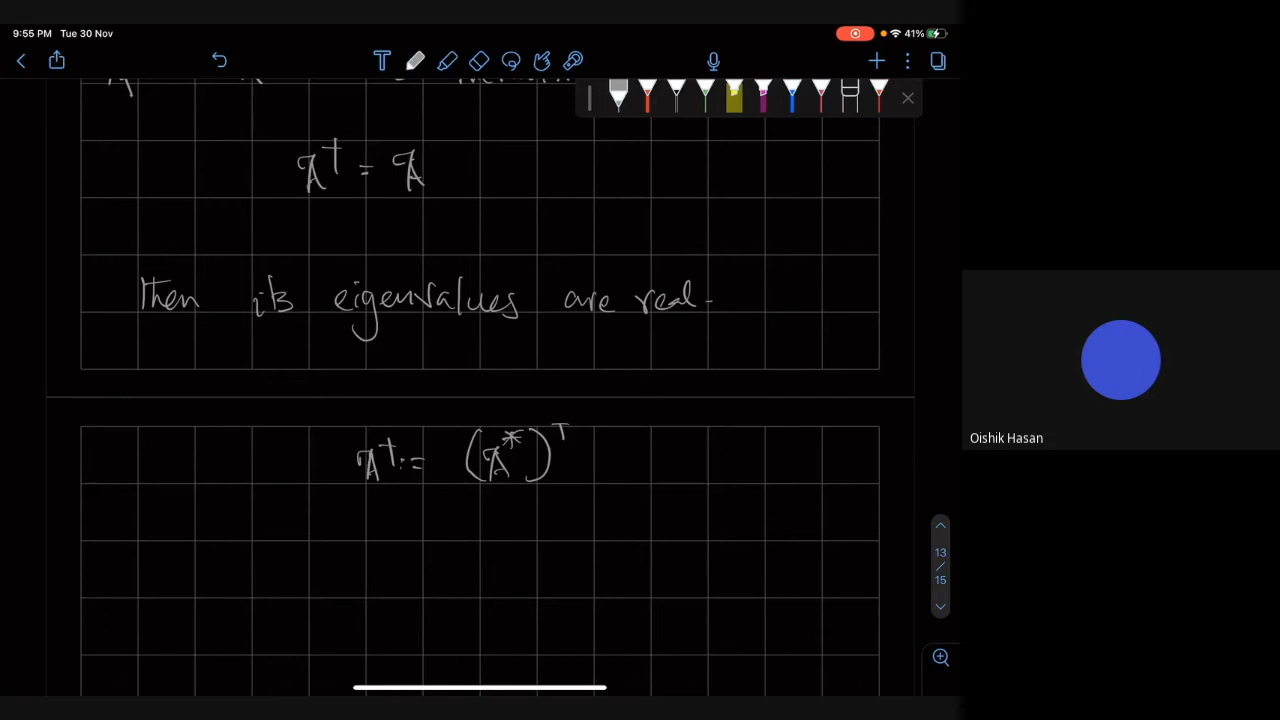 9:55 PM Tue 30 Nov 41%
T
A† = A
then its eigenvalues are real.
A† := (A*)ᵀ
Oishik Hasan
13
/
15